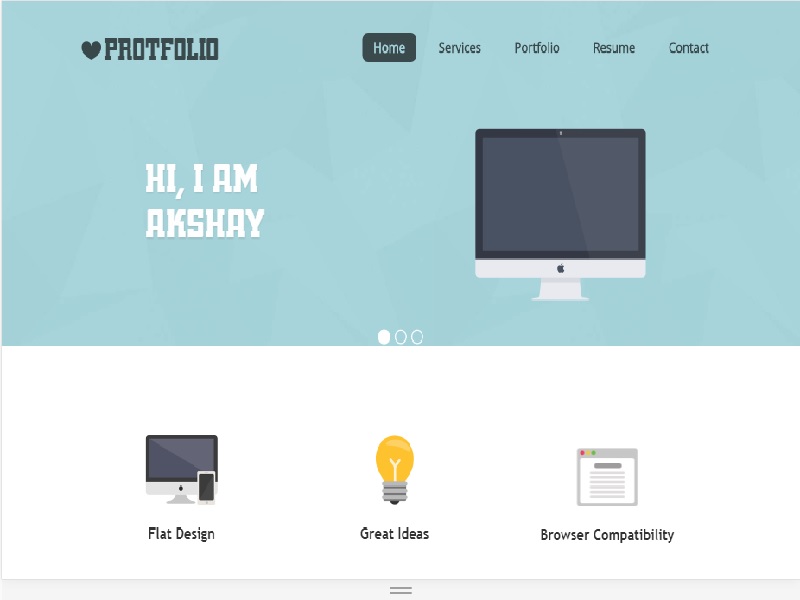 PROTFOLIO
Home Services Portfolio Resume Contact
HI, I AM
AKSHAY
Flat Design Great Ideas Browser Compatibility